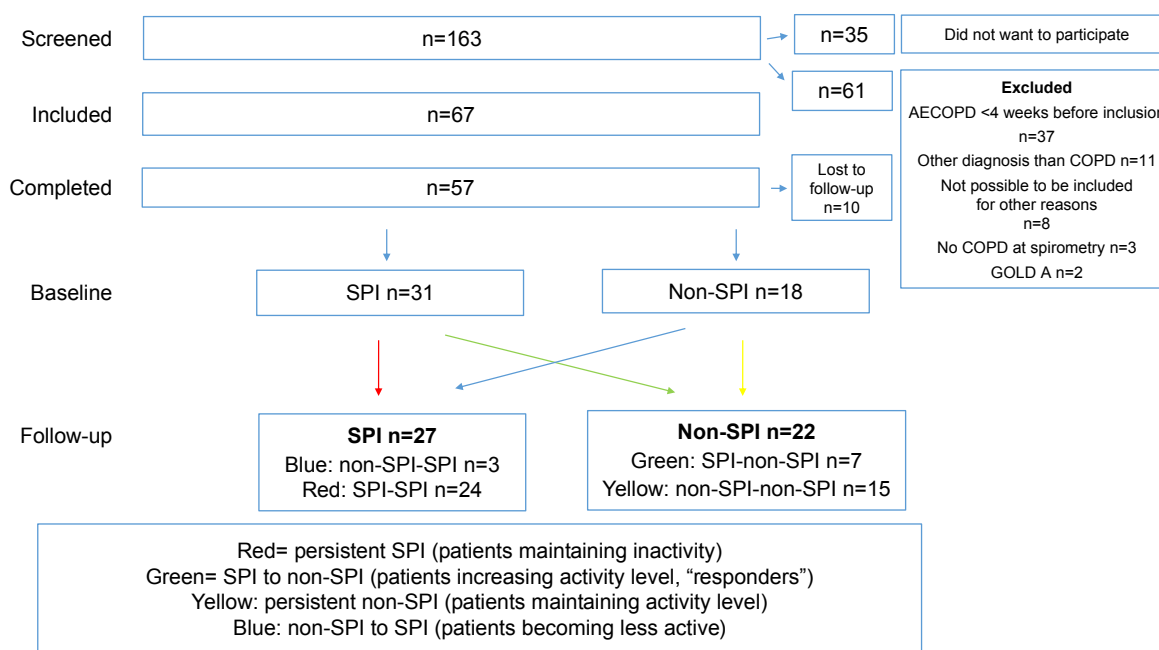 Screened
n=163
n=35
Did not want to participate
n=61
Excluded
AECOPD <4 weeks before inclusion
n=37
Other diagnosis than COPD n=11
Not possible to be included
for other reasons
n=8
No COPD at spirometry n=3
GOLD A n=2
Included
n=67
Completed
n=57
Lost to
follow-up
n=10
Baseline
SPI n=31
Non-SPI n=18
Follow-up
SPI n=27
Blue: non-SPI-SPI n=3
Red: SPI-SPI n=24
Non-SPI n=22
Green: SPI-non-SPI n=7
Yellow: non-SPI-non-SPI n=15
Red= persistent SPI (patients maintaining inactivity)
Green= SPI to non-SPI (patients increasing activity level, “responders”)
Yellow: persistent non-SPI (patients maintaining activity level)
Blue: non-SPI to SPI (patients becoming less active)